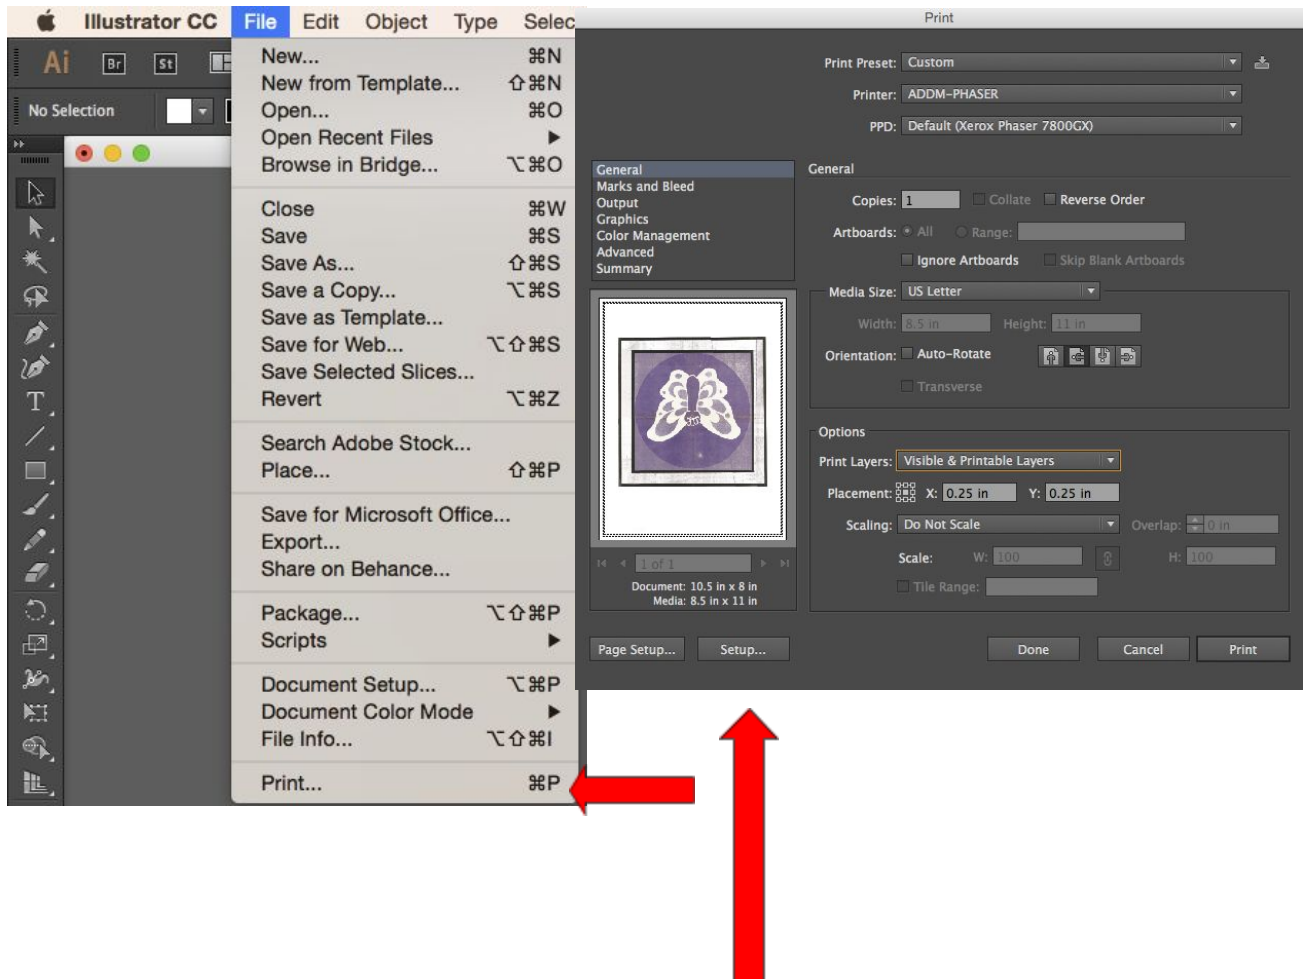 Illustrator CC File Edit Object Type Selec
Ai Br St
No Selection
New... ⌘N
New from Template... ⇧⌘N
Open... ⌘O
Open Recent Files ▶
Browse in Bridge... ⌥⌘O
Close ⌘W
Save ⌘S
Save As... ⇧⌘S
Save a Copy... ⌥⌘S
Save as Template...
Save for Web... ⌥⇧⌘S
Save Selected Slices...
Revert ⌥⌘Z
Search Adobe Stock...
Place... ⇧⌘P
Save for Microsoft Office...
Export...
Share on Behance...
Package... ⌥⇧⌘P
Scripts ▶
Document Setup... ⌥⌘P
Document Color Mode ▶
File Info... ⌥⇧⌘I
Print... ⌘P
Print
Print Preset: Custom
Printer: ADDM-PHASER
PPD: Default (Xerox Phaser 7800GX)
General
Marks and Bleed
Output
Graphics
Color Management
Advanced
Summary
1 of 1
Document: 10.5 in x 8 in
Media: 8.5 in x 11 in
General
Copies: 1 Collate Reverse Order
Artboards: All Range:
Ignore Artboards Skip Blank Artboards
Media Size: US Letter
Width: 8.5 in Height: 11 in
Orientation: Auto-Rotate
Transverse
Options
Print Layers: Visible & Printable Layers
Placement: X: 0.25 in Y: 0.25 in
Scaling: Do Not Scale Overlap: 0 in
Scale: W: 100 H: 100
Tile Range:
Page Setup... Setup... Done Cancel Print